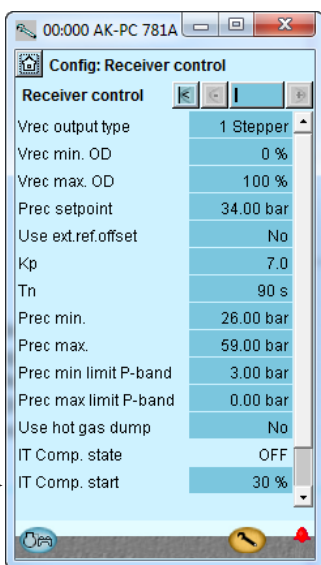 00:000 AK-PC 781A
Config: Receiver control
Receiver control
Vrec output type 1 Stepper
Vrec min. OD 0 %
Vrec max. OD 100 %
Prec setpoint 34.00 bar
Use ext.ref.offset No
Kp 7.0
Tn 90 s
Prec min. 26.00 bar
Prec max. 59.00 bar
Prec min limit P-band 3.00 bar
Prec max limit P-band 0.00 bar
Use hot gas dump No
IT Comp. state OFF
IT Comp. start 30 %